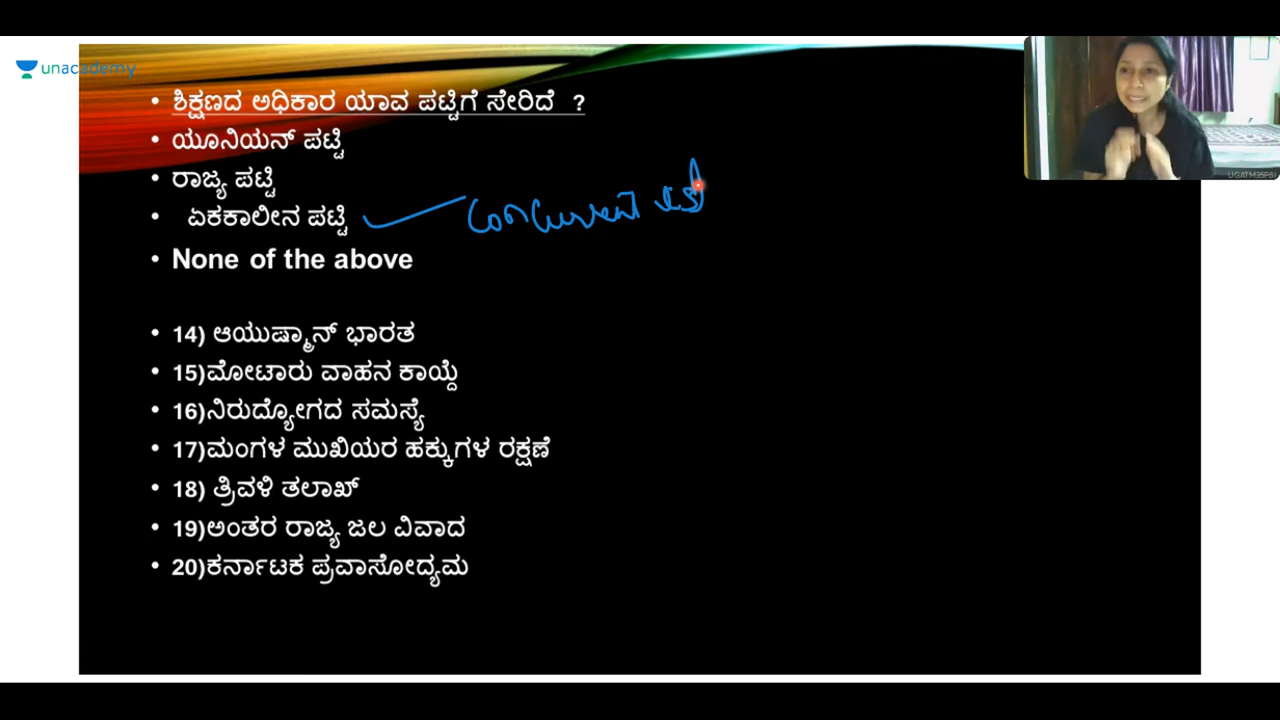 unacademy
• ಶಿಕ್ಷಣದ ಅಧಿಕಾರ ಯಾವ ಪಟ್ಟಿಗೆ ಸೇರಿದೆ ?
• ಯೂನಿಯನ್ ಪಟ್ಟಿ
• ರಾಜ್ಯ ಪಟ್ಟಿ
• ಏಕಕಾಲೀನ ಪಟ್ಟಿ Concurrent
• None of the above
• 14) ಆಯುಷ್ಮಾನ್ ಭಾರತ
• 15)ಮೋಟಾರು ವಾಹನ ಕಾಯ್ದೆ
• 16)ನಿರುದ್ಯೋಗದ ಸಮಸ್ಯೆ
• 17)ಮಂಗಳ ಮುಖಿಯರ ಹಕ್ಕುಗಳ ರಕ್ಷಣೆ
• 18) ತ್ರಿವಳಿ ತಲಾಖ್
• 19)ಅಂತರ ರಾಜ್ಯ ಜಲ ವಿವಾದ
• 20)ಕರ್ನಾಟಕ ಪ್ರವಾಸೋದ್ಯಮ